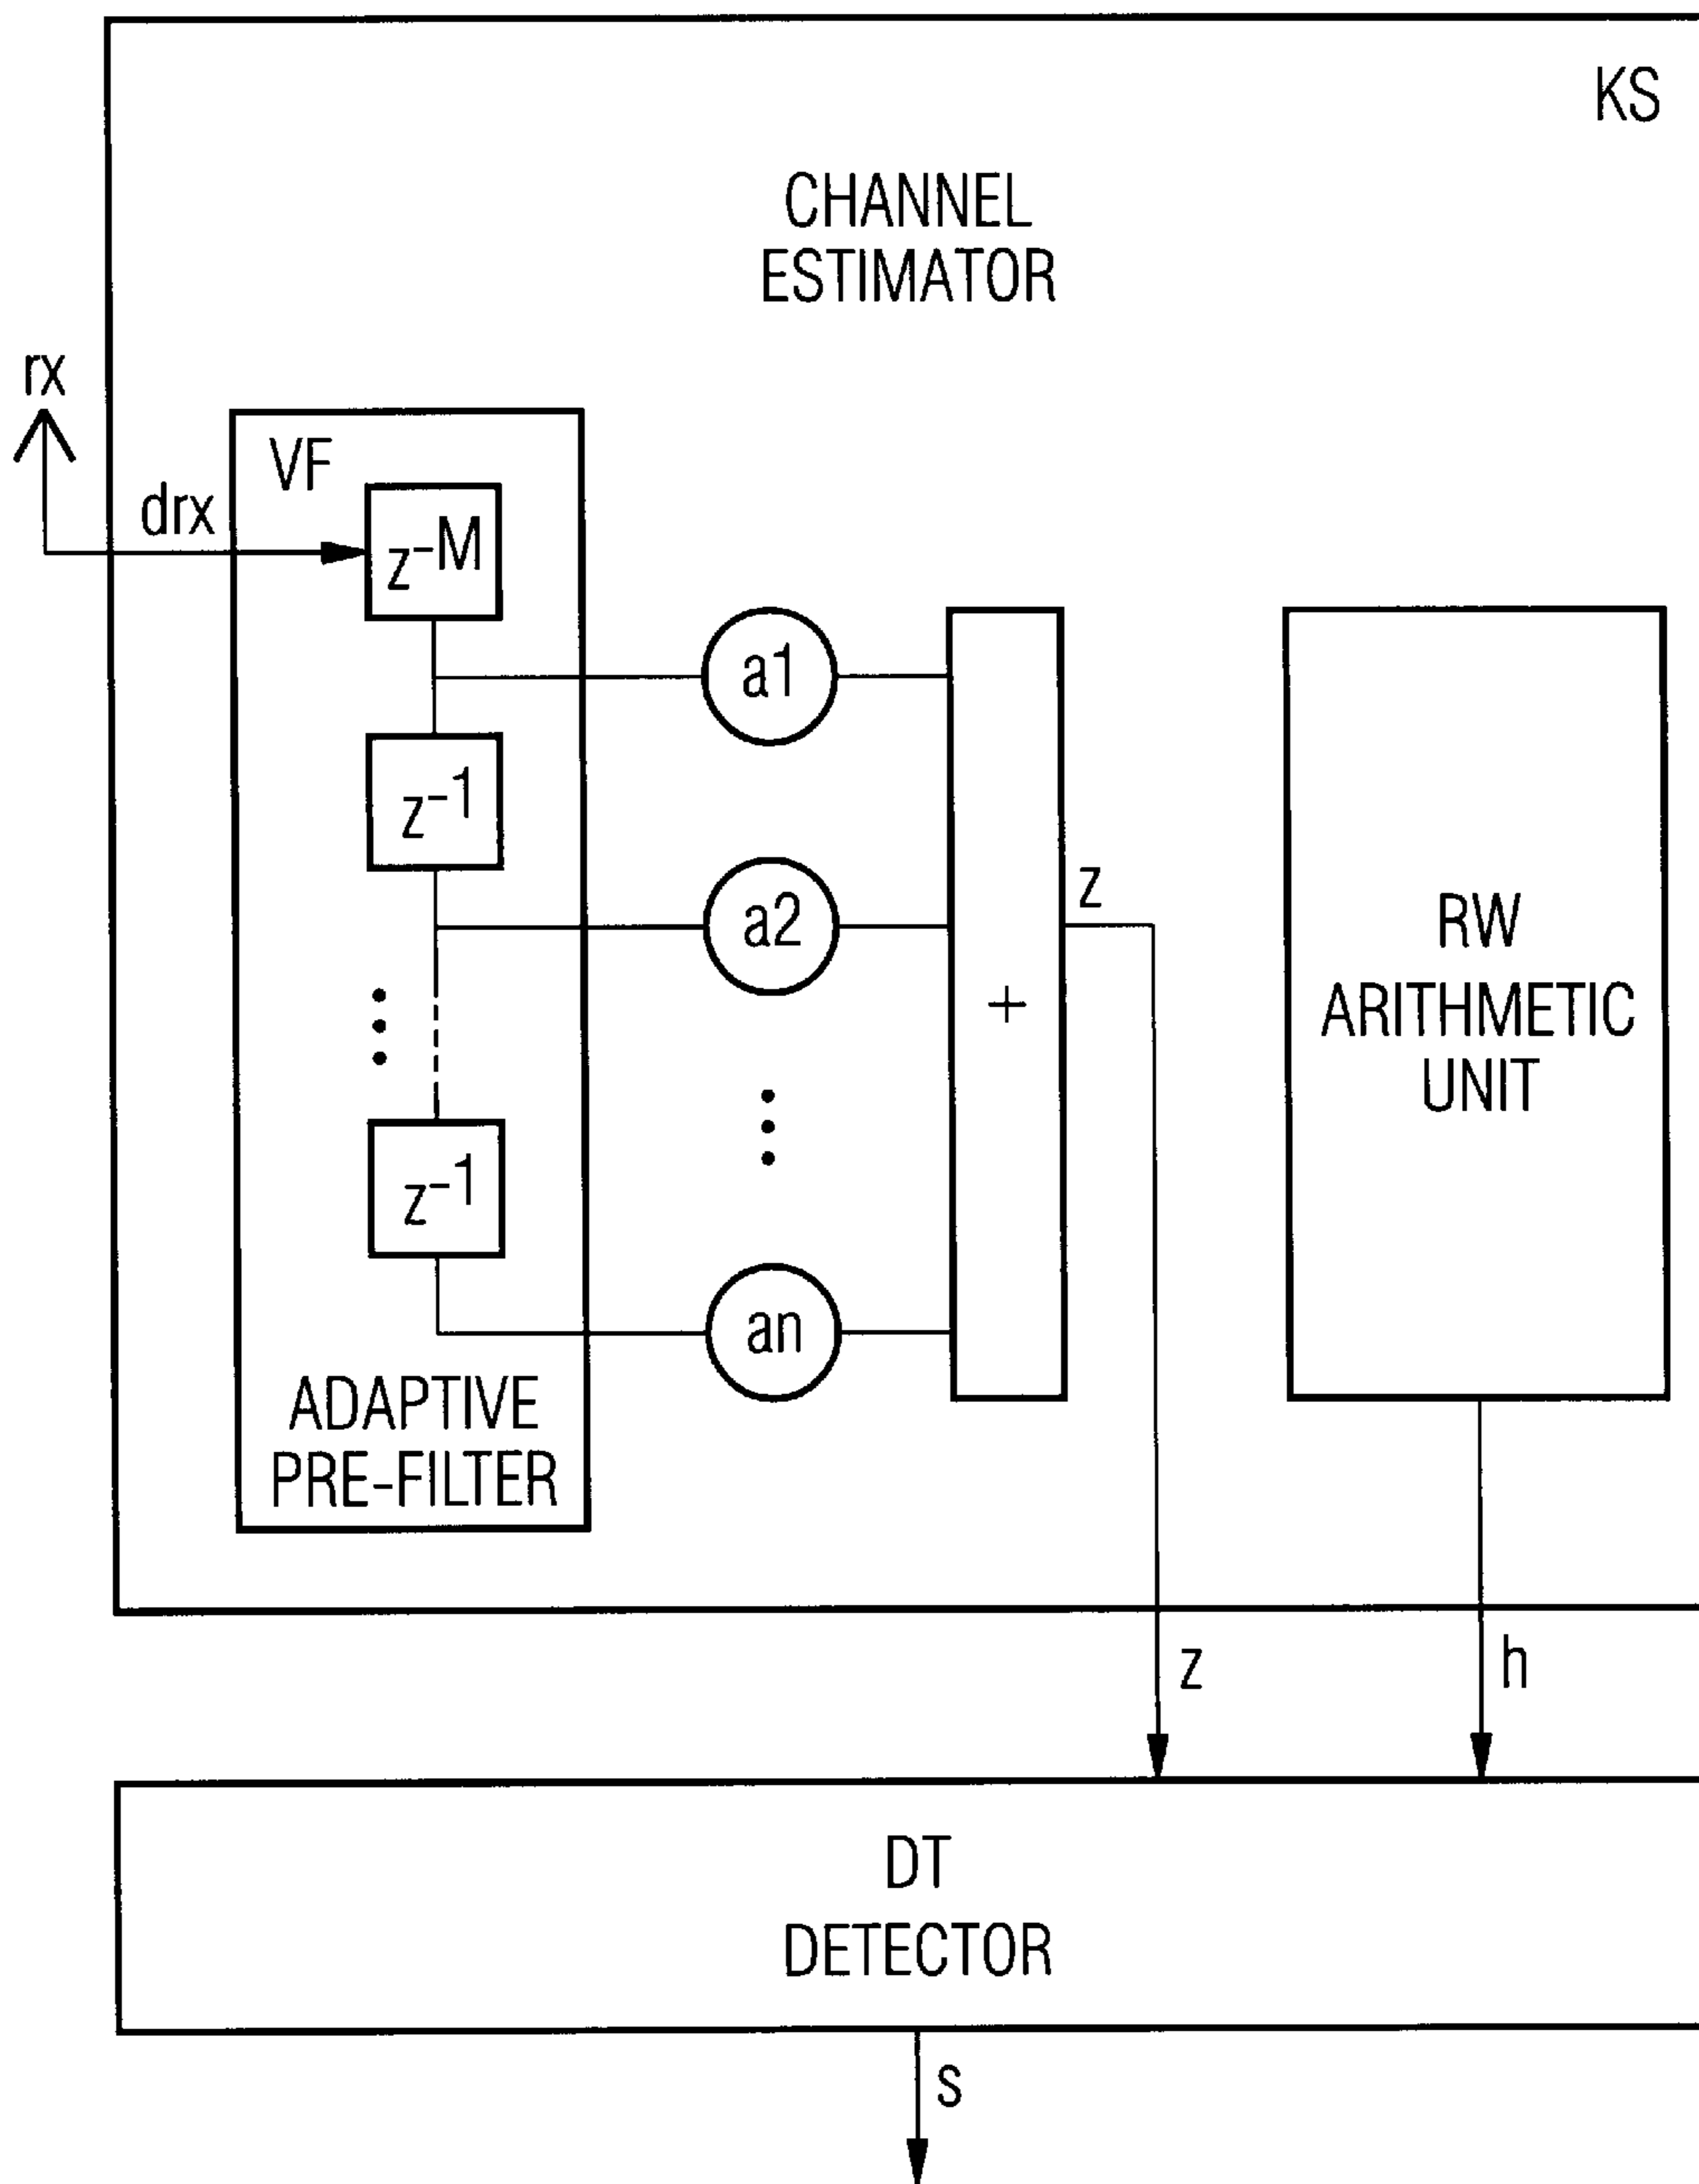 KS
CHANNEL
ESTIMATOR
rx
drx
VF
z-M
a1
z-1
a2
z
+
RW
ARITHMETIC
UNIT
z-1
an
ADAPTIVE
PRE-FILTER
z
h
DT
DETECTOR
s